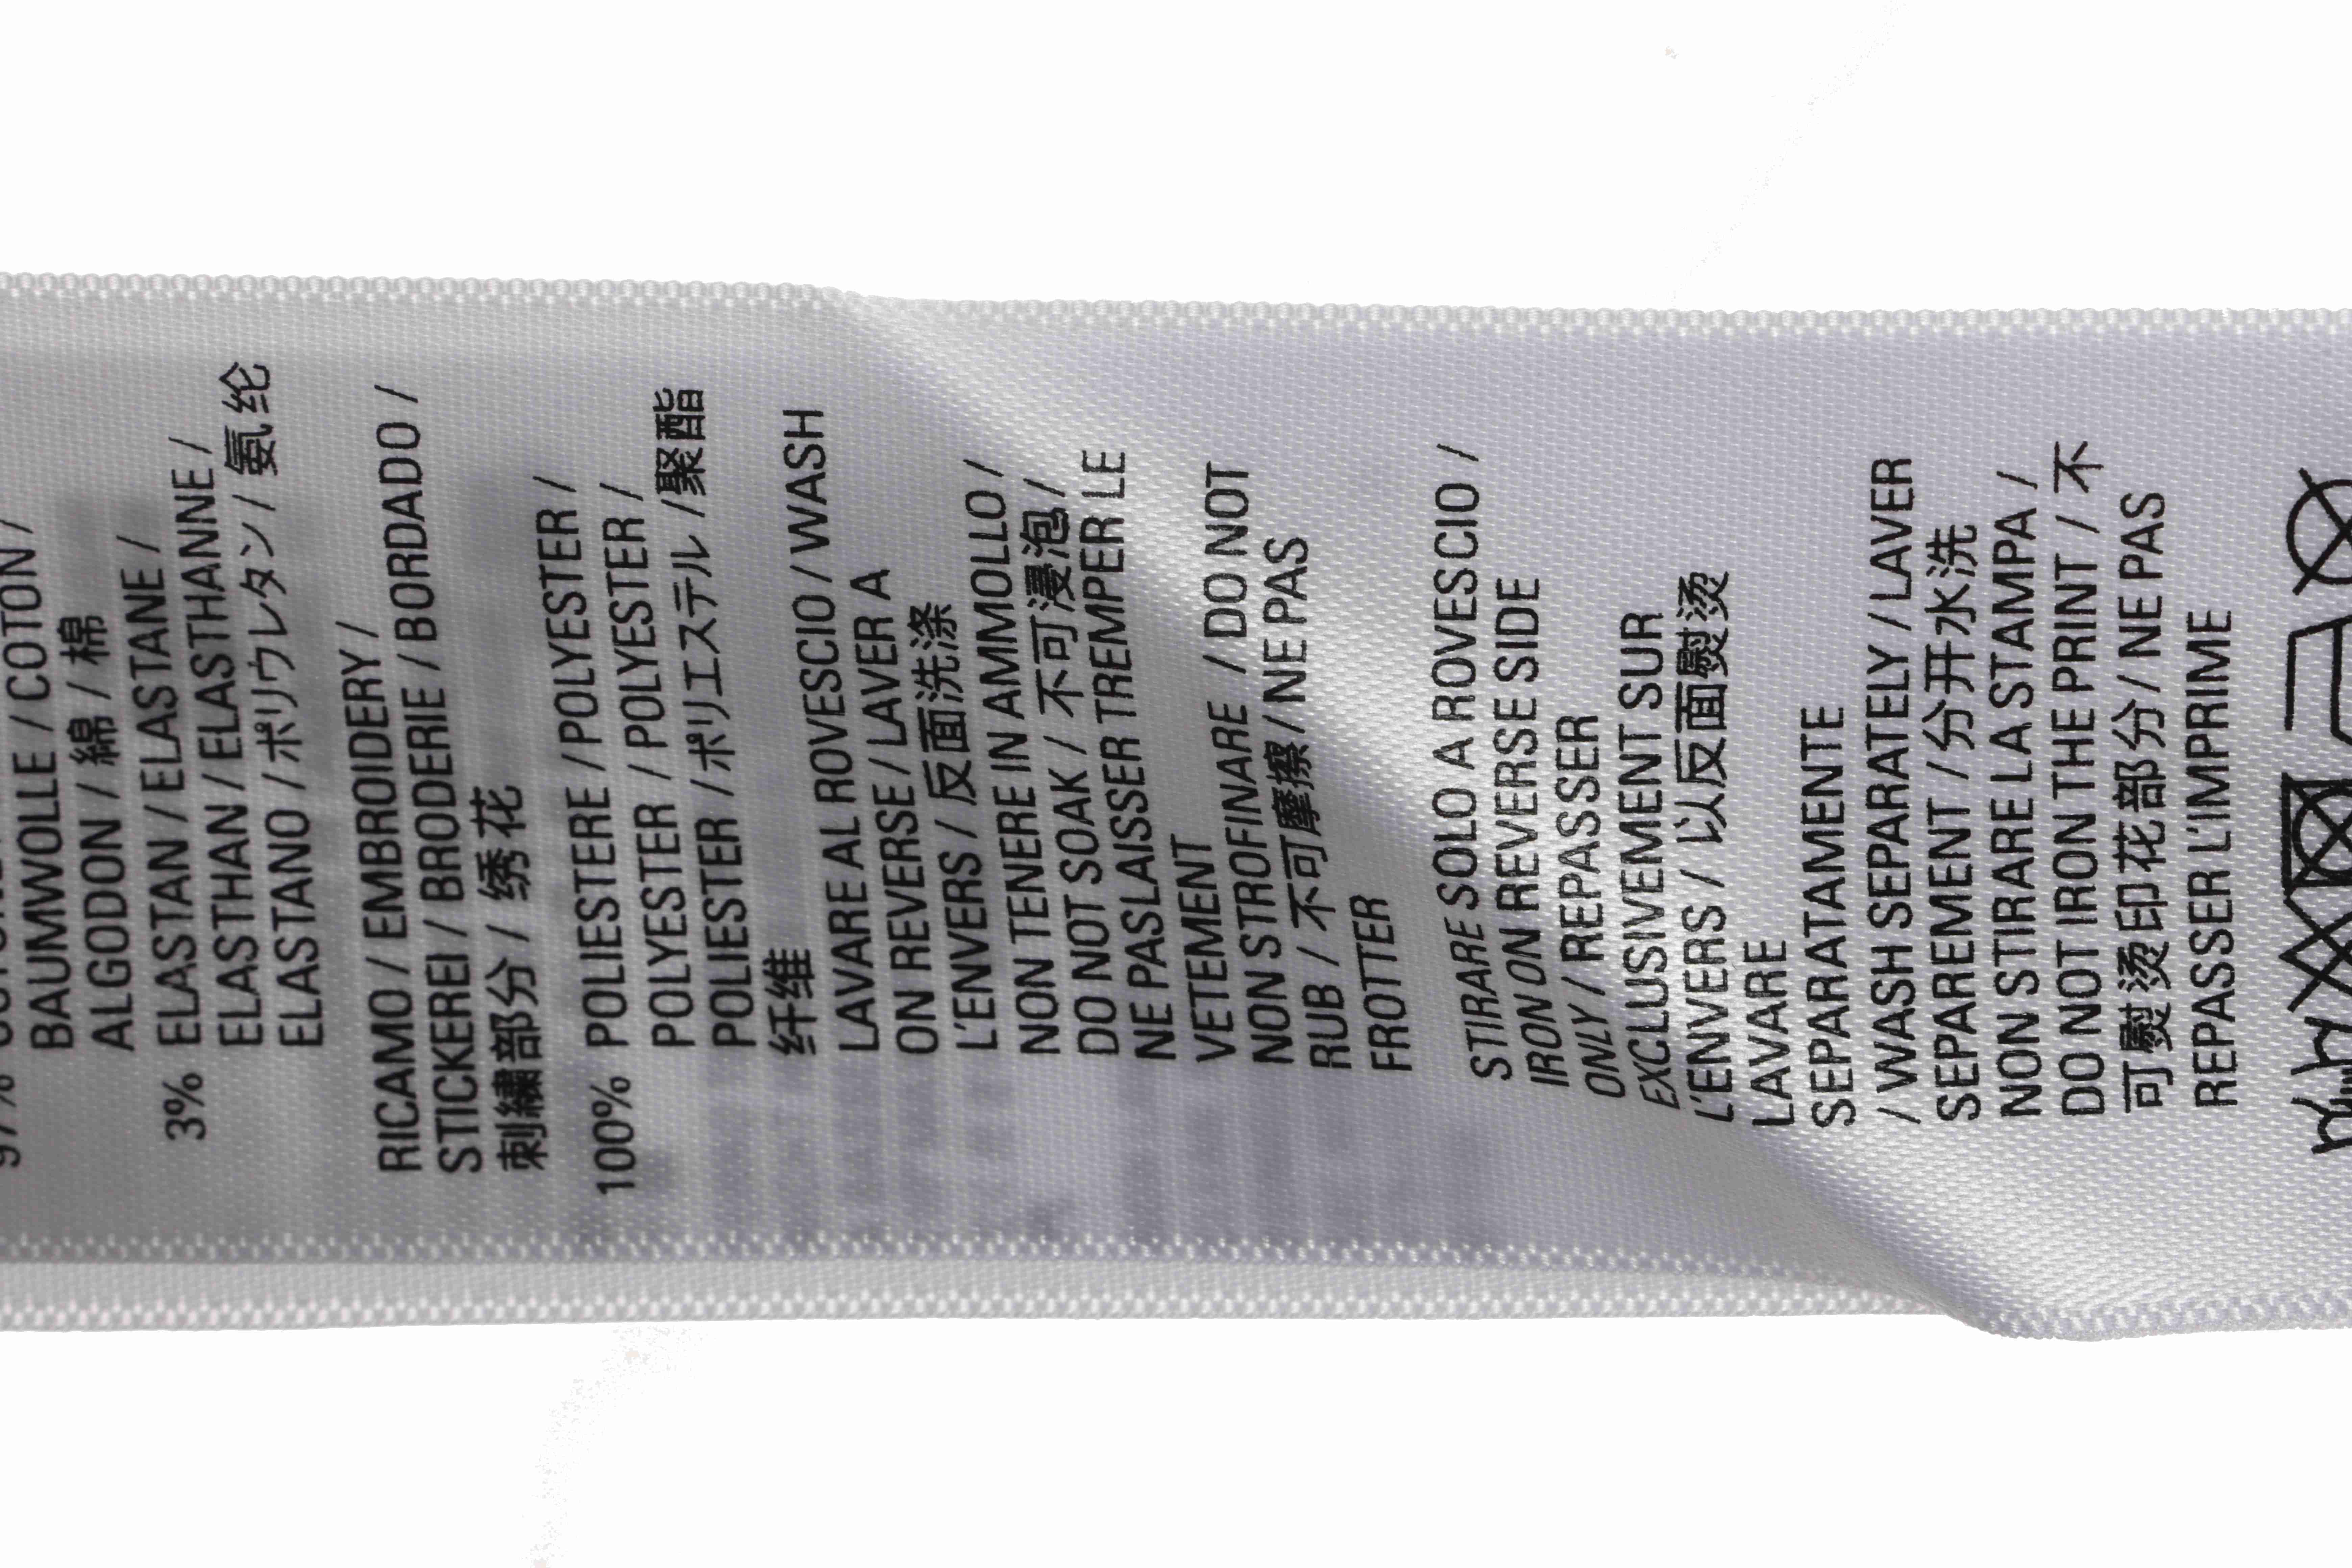 97%
BAUMWOLLE / COTON /
ALGODON / 綿 / 棉
3% ELASTAN / ELASTANE /
ELASTHAN / ELASTHANNE /
ELASTANO / ポリウレタン / 氨纶
RICAMO / EMBROIDERY /
STICKEREI / BRODERIE / BORDADO /
刺繍部分 / 绣花
100% POLIESTERE / POLYESTER /
POLYESTER / POLYESTER /
POLIESTER / ポリエステル / 聚酯
纤维
LAVARE AL ROVESCIO / WASH
ON REVERSE / LAVER A
L'ENVERS / 反面洗涤
NON TENERE IN AMMOLLO /
DO NOT SOAK / 不可浸泡 /
NE PAS LAISSER TREMPER LE
VETEMENT
NON STROFINARE / DO NOT
RUB / 不可摩擦 / NE PAS
FROTTER
STIRARE SOLO A ROVESCIO /
IRON ON REVERSE SIDE
ONLY / REPASSER
EXCLUSIVEMENT SUR
L'ENVERS / 以反面熨烫
LAVARE
SEPARATAMENTE
/ WASH SEPARATELY / LAVER
SEPAREMENT / 分开水洗
NON STIRARE LA STAMPA /
DO NOT IRON THE PRINT / 不
可熨烫印花部分 / NE PAS
REPASSER L'IMPRIME